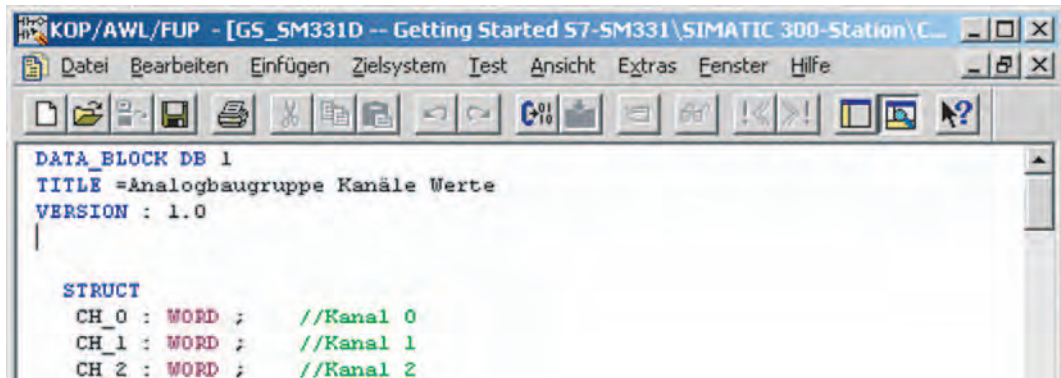 KOP/AWL/FUP - [GS_SM331D -- Getting Started S7-SM331\SIMATIC 300-Station\C...
Datei Bearbeiten Einfügen Zielsystem Test Ansicht Extras Fenster Hilfe
DATA_BLOCK DB 1
TITLE =Analogbaugruppe Kanäle Werte
VERSION : 1.0
STRUCT
CH_0 : WORD ; //Kanal 0
CH_1 : WORD ; //Kanal 1
CH_2 : WORD ; //Kanal 2